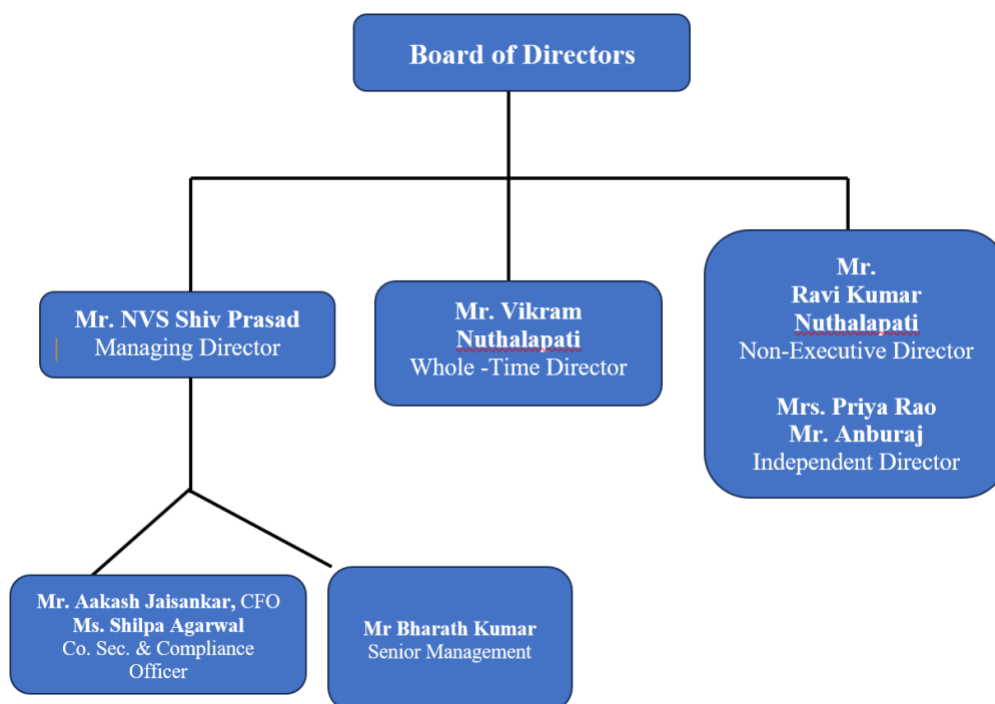 Board of Directors
Mr. NVS Shiv Prasad
Managing Director
Mr. Vikram
Nuthalapati
Whole -Time Director
Mr.
Ravi Kumar
Nuthalapati
Non-Executive Director
Mrs. Priya Rao
Mr. Anburaj
Independent Director
Mr. Aakash Jaisankar, CFO
Ms. Shilpa Agarwal
Co. Sec. & Compliance
Officer
Mr Bharath Kumar
Senior Management